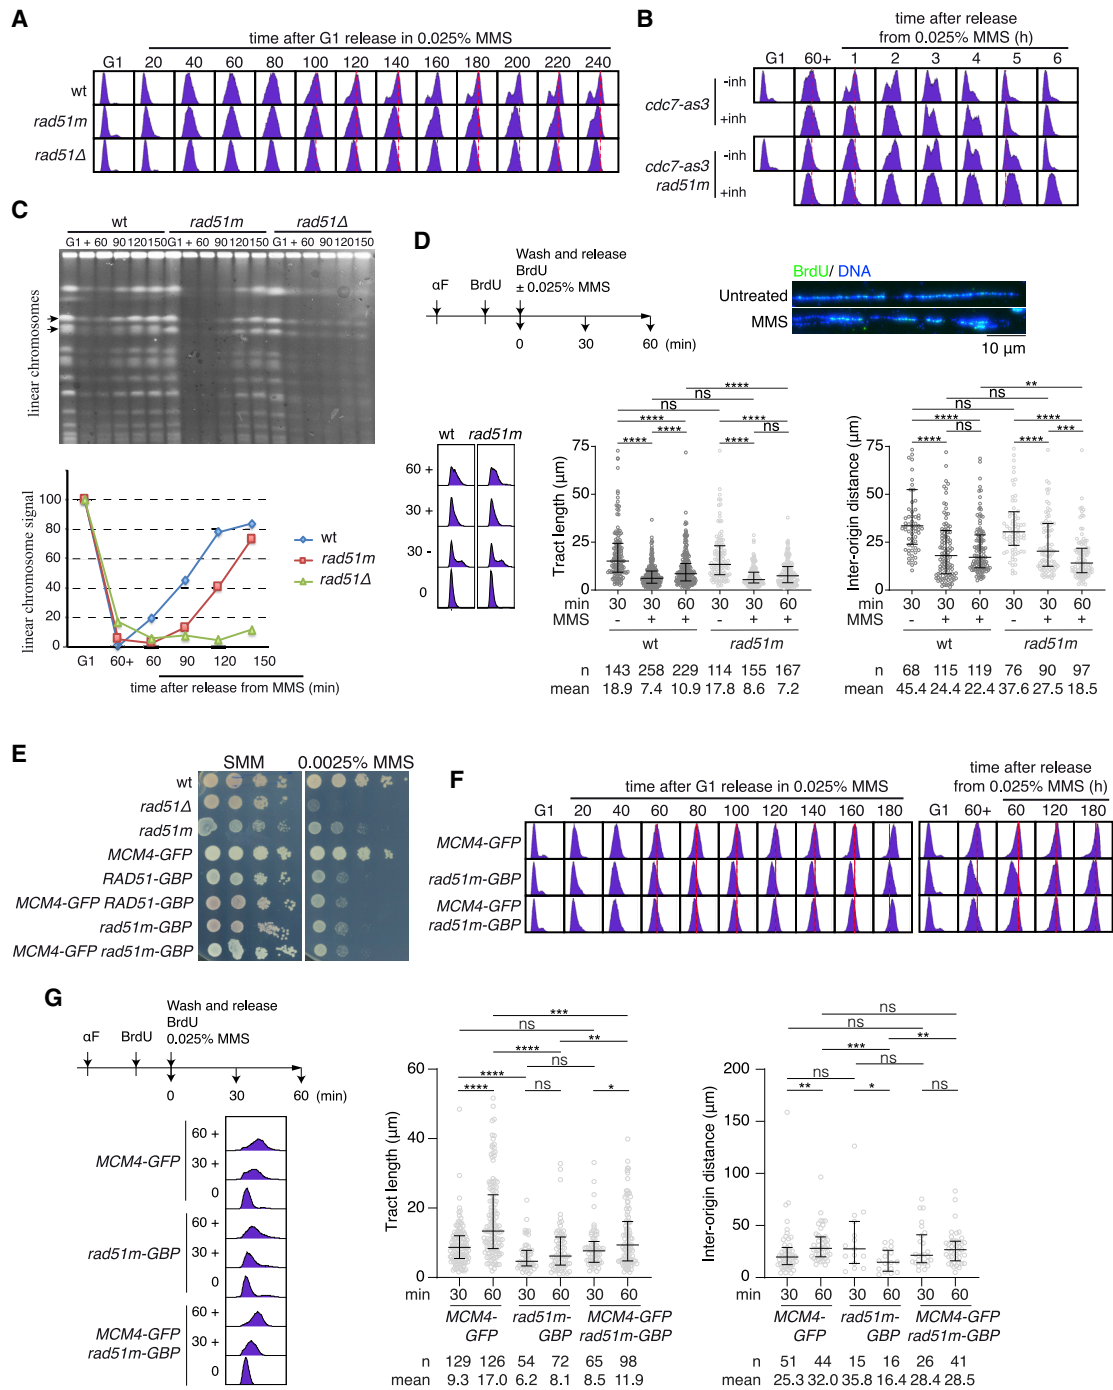 A
time after G1 release in 0.025% MMS
G1 20 40 60 80 100 120 140 160 180 200 220 240
wt
rad51m
rad51Δ
B
time after release
from 0.025% MMS (h)
G1 60+ 1 2 3 4 5 6
cdc7-as3
-inh
+inh
cdc7-as3
rad51m
-inh
+inh
C
wt rad51m rad51Δ
G1 + 60 90 120 150 G1 + 60 90 120 150 G1 + 60 90 120 150
linear chromosomes
linear chromosome signal
100
80
60
40
20
0
wt
rad51m
rad51Δ
G1 60+ 60 90 120 150
time after release from MMS (min)
D
Wash and release
BrdU
± 0.025% MMS
αF BrdU
0 30 60 (min)
BrdU/ DNA
Untreated
MMS
10 µm
wt rad51m
60 +
30 +
30 -
0
Tract length (µm)
75
50
25
0
****
ns
ns
**** ****
**** ns
**** ****
min 30 30 60 30 30 60
MMS - + + - + +
wt rad51m
n 143 258 229 114 155 167
mean 18.9 7.4 10.9 17.8 8.6 7.2
Inter-origin distance (µm)
75
50
25
0
**
ns
ns
**** ****
ns ***
**** ****
30 30 60 30 30 60
- + + - + +
wt rad51m
n 68 115 119 76 90 97
mean 45.4 24.4 22.4 37.6 27.5 18.5
E
SMM 0.0025% MMS
wt
rad51Δ
rad51m
MCM4-GFP
RAD51-GBP
MCM4-GFP RAD51-GBP
rad51m-GBP
MCM4-GFP rad51m-GBP
F
time after G1 release in 0.025% MMS
G1 20 40 60 80 100 120 140 160 180
time after release
from 0.025% MMS (h)
G1 60+ 60 120 180
MCM4-GFP
rad51m-GBP
MCM4-GFP
rad51m-GBP
G
Wash and release
BrdU
0.025% MMS
αF BrdU
0 30 60 (min)
MCM4-GFP
60 +
30 +
0
rad51m-GBP
60 +
30 +
0
MCM4-GFP
rad51m-GBP
60 +
30 +
0
Tract length (µm)
60
40
20
0
***
ns
**** **
**** ns
**** ns *
min 30 60 30 60 30 60
MCM4-GFP rad51m-GBP MCM4-GFP rad51m-GBP
n 129 126 54 72 65 98
mean 9.3 17.0 6.2 8.1 8.5 11.9
Inter-origin distance (µm)
200
150
100
50
0
ns
ns
*** **
ns ns
** * ns
min 30 60 30 60 30 60
MCM4-GFP rad51m-GBP MCM4-GFP rad51m-GBP
n 51 44 15 16 26 41
mean 25.3 32.0 35.8 16.4 28.4 28.5